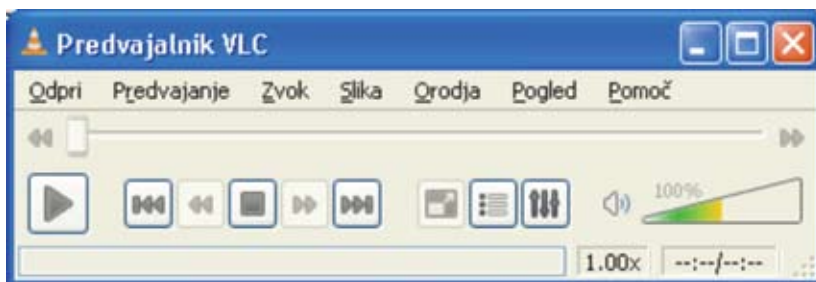 Predvajalnik VLC
Odpri Predvajanje Zvok Slika Orodja Pogled Pomoč
100%
1.00x --:--/--:--